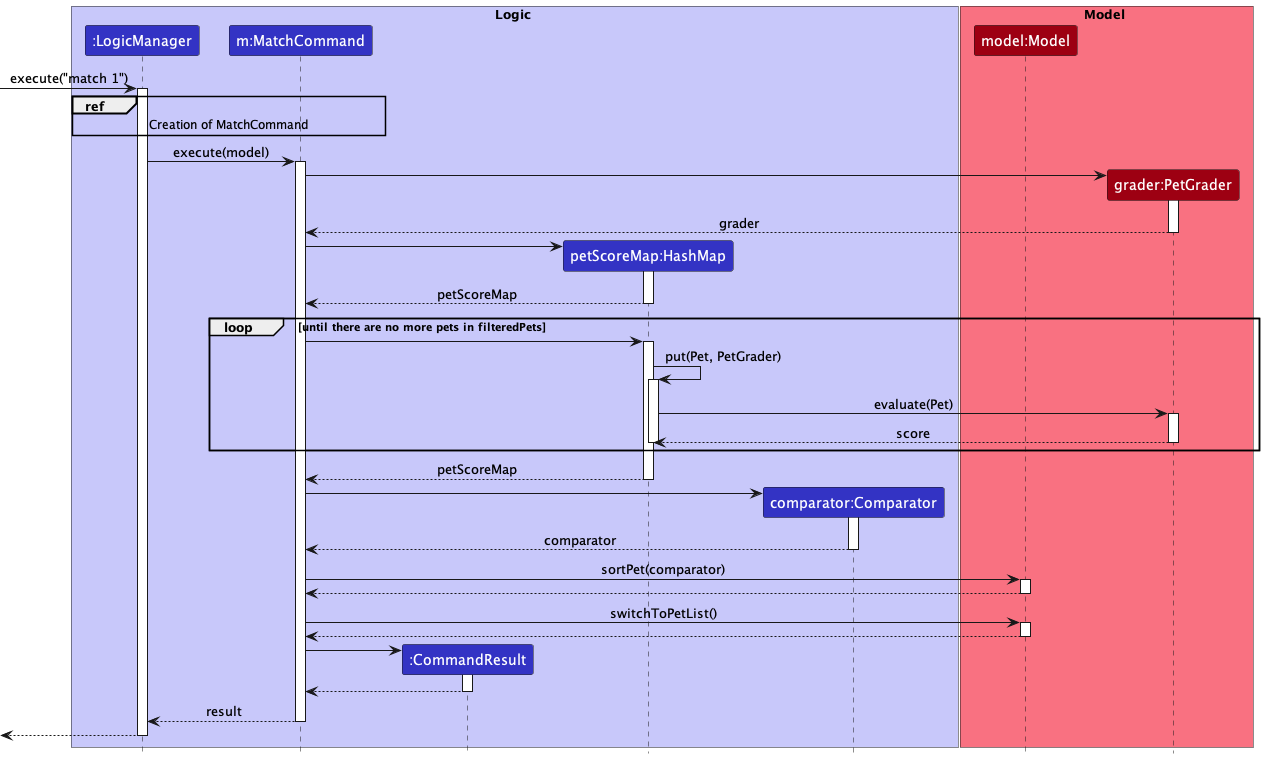 Logic
Model
:LogicManager
m:MatchCommand
model:Model
execute("match 1")
ref
Creation of MatchCommand
execute(model)
grader:PetGrader
grader
petScoreMap:HashMap
petScoreMap
loop
[until there are no more pets in filteredPets]
put(Pet, PetGrader)
evaluate(Pet)
score
petScoreMap
comparator:Comparator
comparator
sortPet(comparator)
switchToPetList()
:CommandResult
result